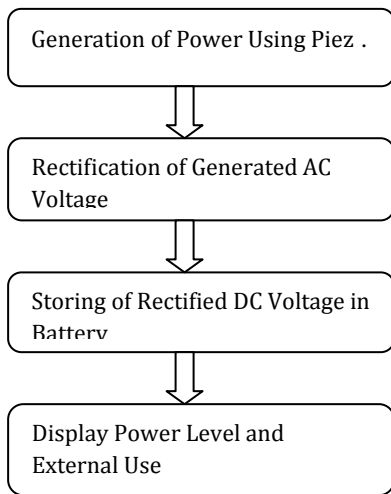 Generation of Power Using Piez .
Rectification of Generated AC
Voltage
Storing of Rectified DC Voltage in
Battery
Display Power Level and
External Use